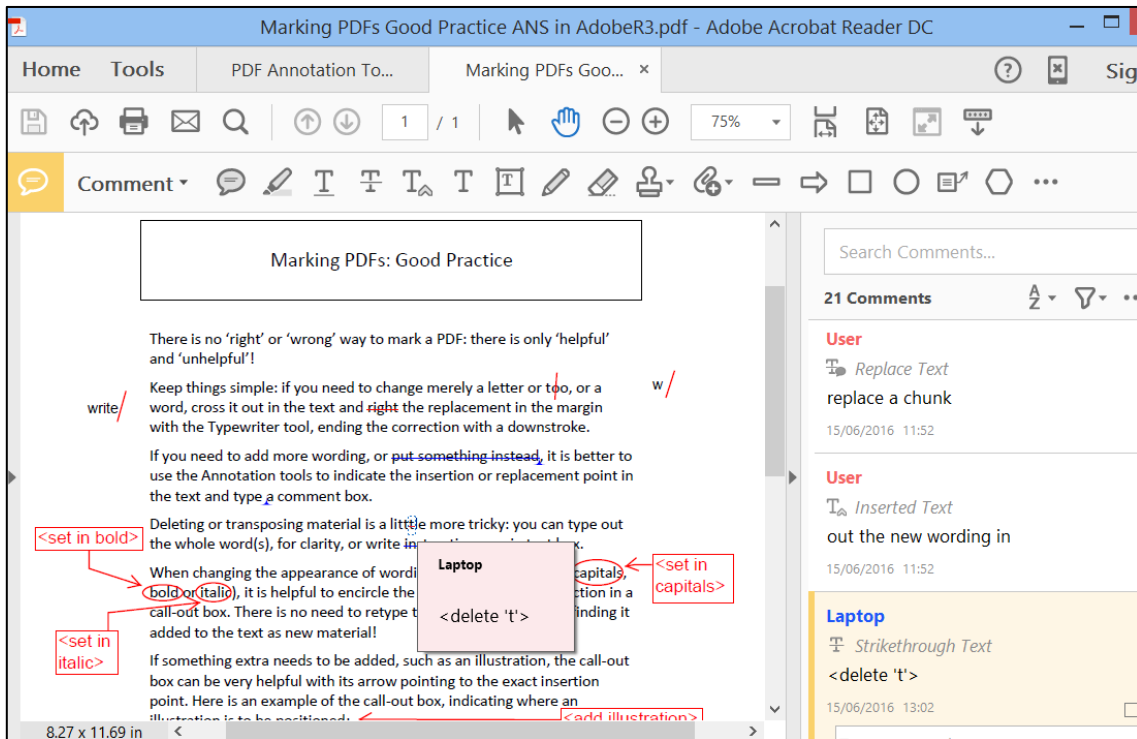 Marking PDFs Good Practice ANS in AdobeR3.pdf - Adobe Acrobat Reader DC
Home Tools PDF Annotation To... Marking PDFs Goo... × Sig
1 / 1 75%
Comment
Marking PDFs: Good Practice
There is no 'right' or 'wrong' way to mark a PDF: there is only 'helpful'
and 'unhelpful'!
Keep things simple: if you need to change merely a letter or too, or a
w
write
word, cross it out in the text and right the replacement in the margin
with the Typewriter tool, ending the correction with a downstroke.
If you need to add more wording, or put something instead, it is better to
use the Annotation tools to indicate the insertion or replacement point in
the text and type a comment box.
Deleting or transposing material is a litttle more tricky: you can type out
<set in bold>
the whole word(s), for clarity, or write
When changing the appearance of capitals,
bold or italic), it is helpful to encircle the
call-out box. There is no need to retype
added to the text as new material!
<set in
capitals>
<set in
italic>
Laptop
<delete 't'>
If something extra needs to be added, such as an illustration, the call-out
box can be very helpful with its arrow pointing to the exact insertion
point. Here is an example of the call-out box, indicating where an
illustration is to be positioned:
<add illustration>
8.27 x 11.69 in
Search Comments...
21 Comments
User
Replace Text
replace a chunk
15/06/2016 11:52
User
Inserted Text
out the new wording in
15/06/2016 11:52
Laptop
Strikethrough Text
<delete 't'>
15/06/2016 13:02